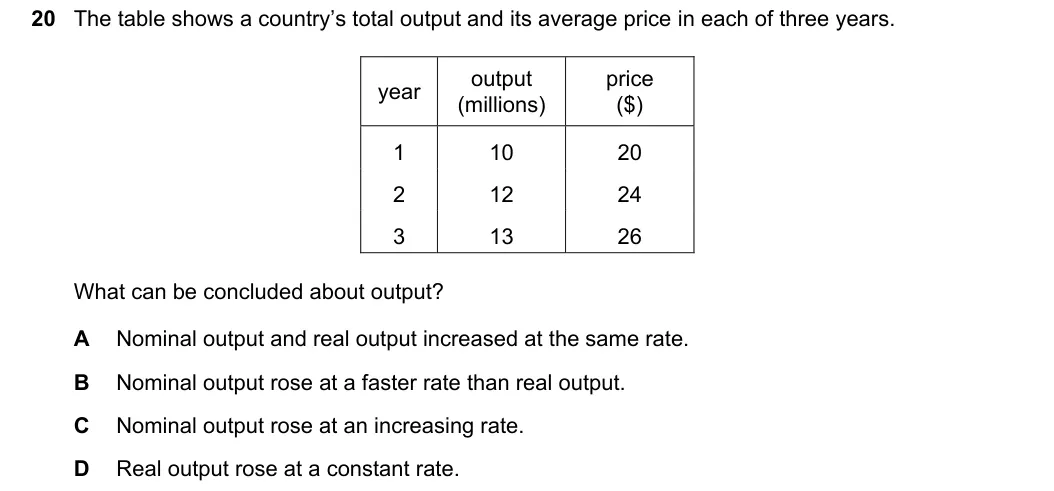 20 The table shows a country’s total output and its average price in each of three years.
year output (millions) price ($)
1 10 20
2 12 24
3 13 26
What can be concluded about output?
A Nominal output and real output increased at the same rate.
B Nominal output rose at a faster rate than real output.
C Nominal output rose at an increasing rate.
D Real output rose at a constant rate.